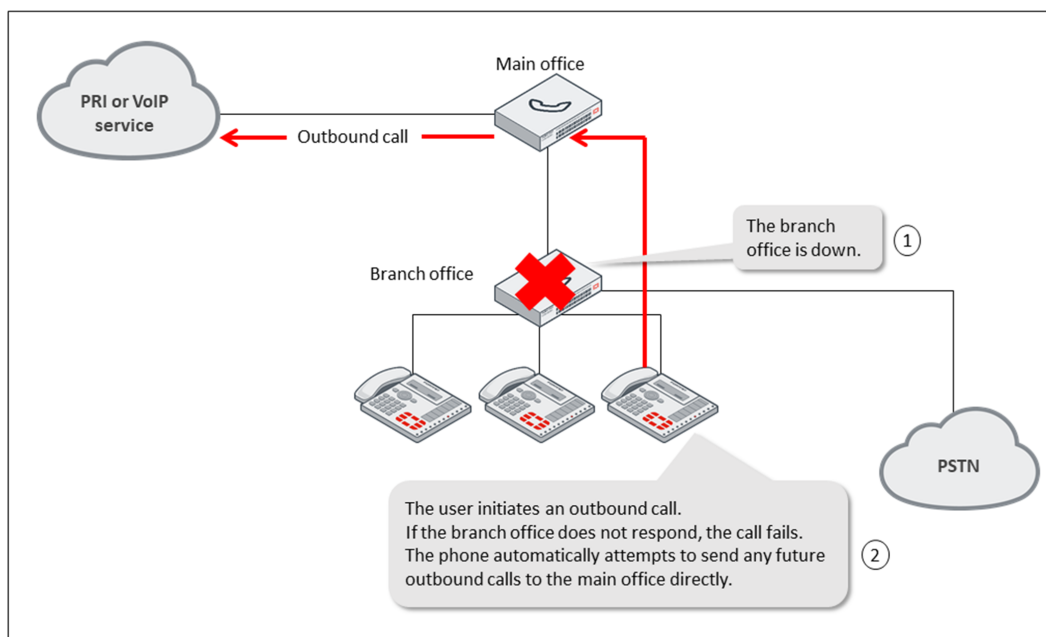 Main office
PRI or VoIP
service
Outbound call
The branch
office is down.
1
Branch office
PSTN
The user initiates an outbound call.
If the branch office does not respond, the call fails.
The phone automatically attempts to send any future
outbound calls to the main office directly.
2